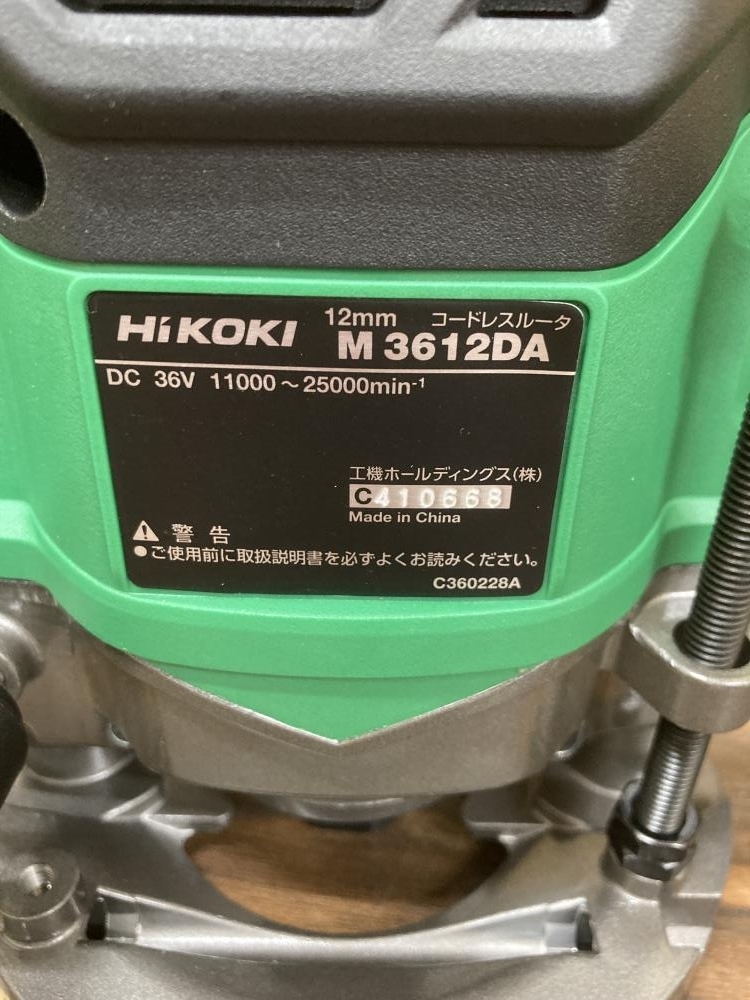 HiKOKI 12mm コードレスルータ
M 3612DA
DC 36V 11000～25000min-1
工機ホールディングス(株)
C410668
Made in China
⚠ 警告
●ご使用前に取扱説明書を必ずよくお読みください。
C360228A